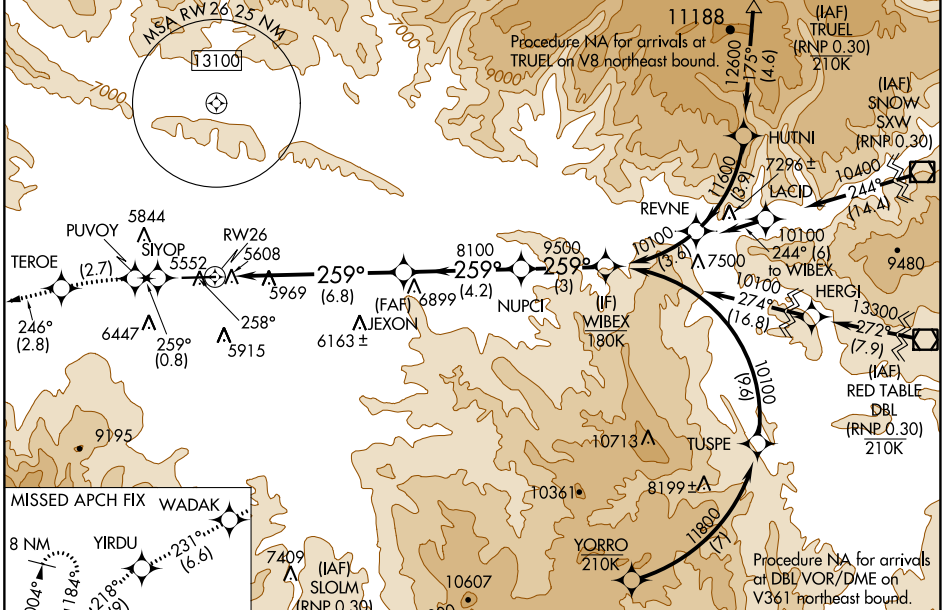 MSA RW26 25 NM
13100
7000
9000
11188
Procedure NA for arrivals at
TRUEL on V8 northeast bound.
12600
175°
(4.6)
(IAF)
TRUEL
(RNP 0.30)
210K
(IAF)
SNOW
SXW
(RNP 0.30)
HUTNI
7296±
11600
(3.9)
LACID
10400
244°
(14.4)
REVNE
10100
(3.6)
7500
10100
244° (6)
to WIBEX
9480
5844
PUVOY
SIYOP
RW26
5608
5552
TEROE
(2.7)
5969
259°
(6.8)
8100
259°
(4.2)
9500
259°
(3)
(FAF)
JEXON
6899
NUPCI
(IF)
WIBEX
180K
10100
274°
(16.8)
HERGI
13300
272°
(7.9)
(IAF)
RED TABLE
DBL
(RNP 0.30)
210K
246°
(2.8)
6447
259°
(0.8)
258°
5915
6163±
10100
(9.6)
9195
10713
TUSPE
10361
8199±
11800
(7)
YORRO
210K
Procedure NA for arrivals
at DBL VOR/DME on
V361 northeast bound.
MISSED APCH FIX
WADAK
8 NM
YIRDU
231°
(6.6)
218°
184°
004°
7409
(IAF)
SLOLM
(RNP 0.30)
10607